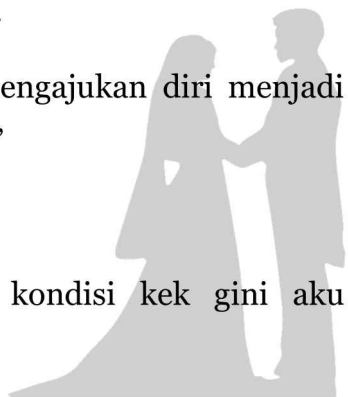 engajukan diri menjadi
,
kondisi kek gini aku